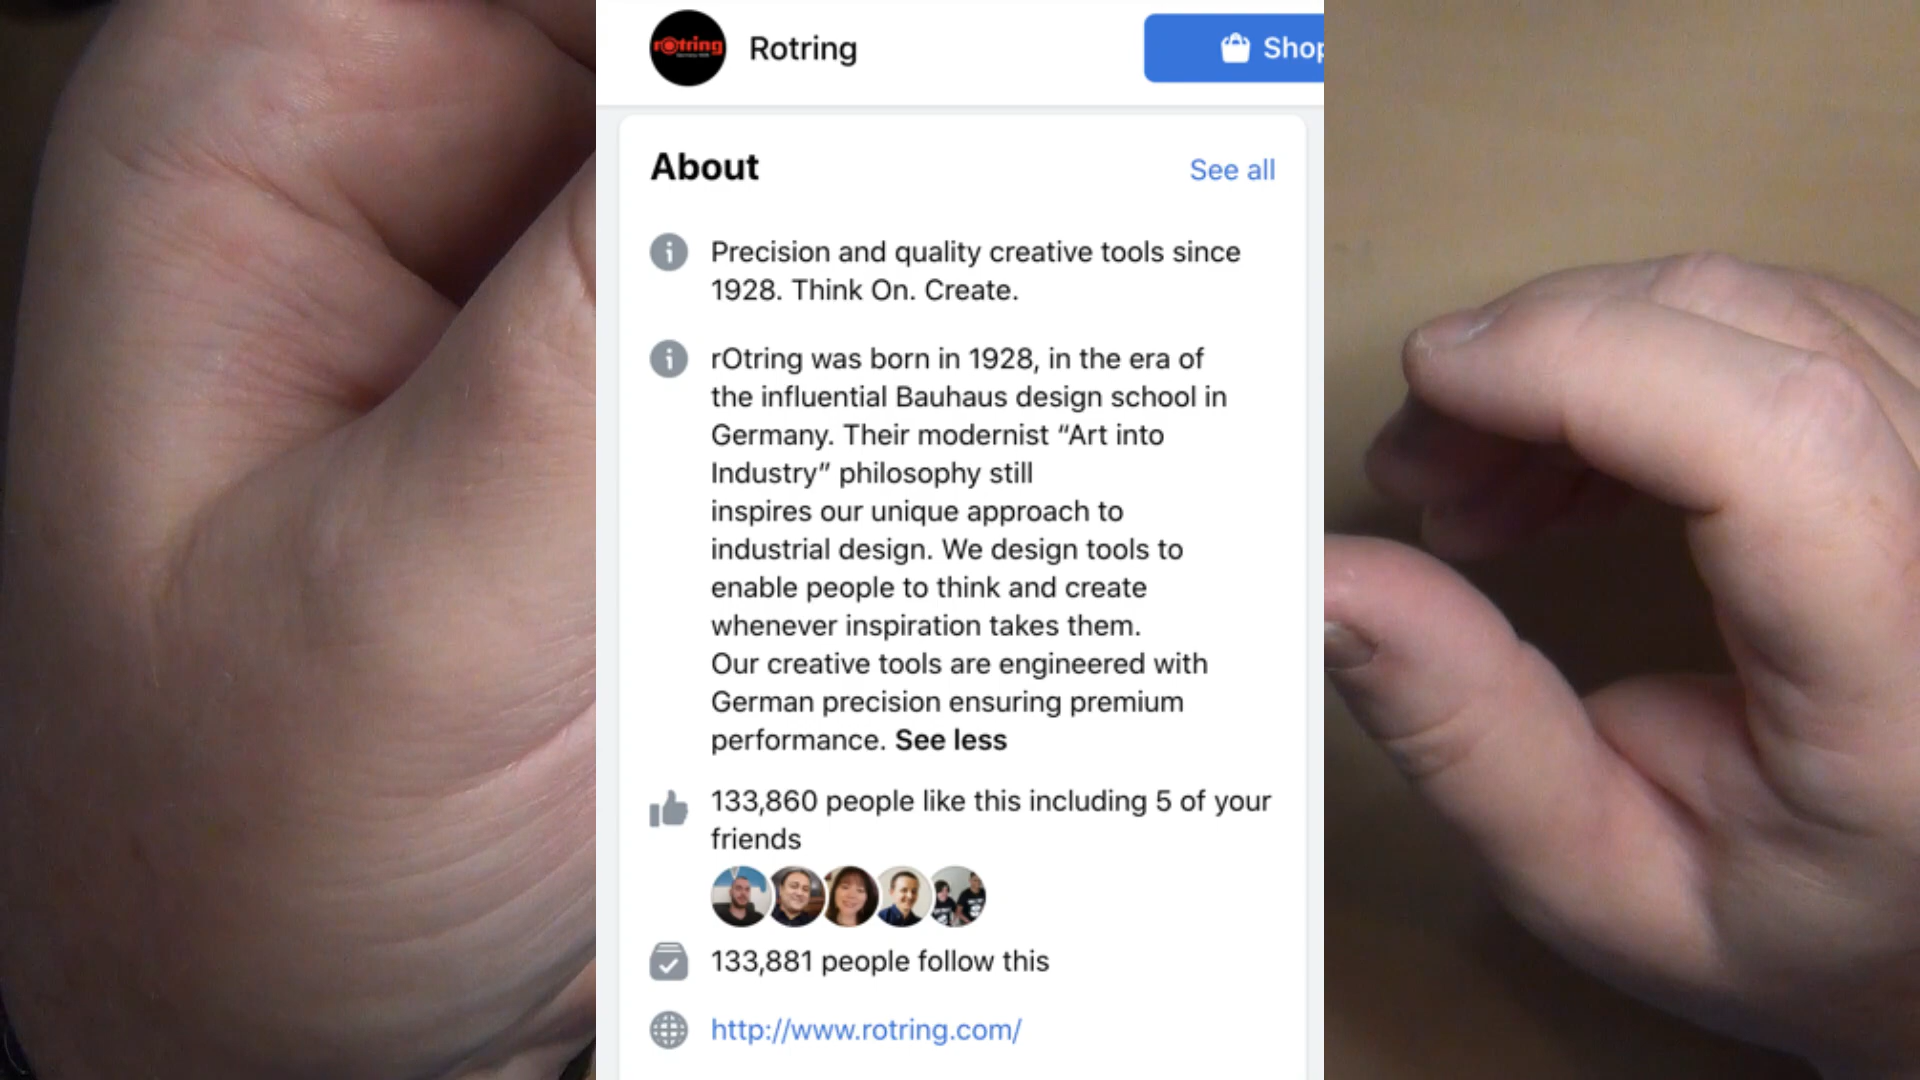 rotring
Rotring
Shop
About
See all
Precision and quality creative tools since
1928. Think On. Create.
rOtring was born in 1928, in the era of
the influential Bauhaus design school in
Germany. Their modernist “Art into
Industry” philosophy still
inspires our unique approach to
industrial design. We design tools to
enable people to think and create
whenever inspiration takes them.
Our creative tools are engineered with
German precision ensuring premium
performance. See less
133,860 people like this including 5 of your
friends
133,881 people follow this
http://www.rotring.com/